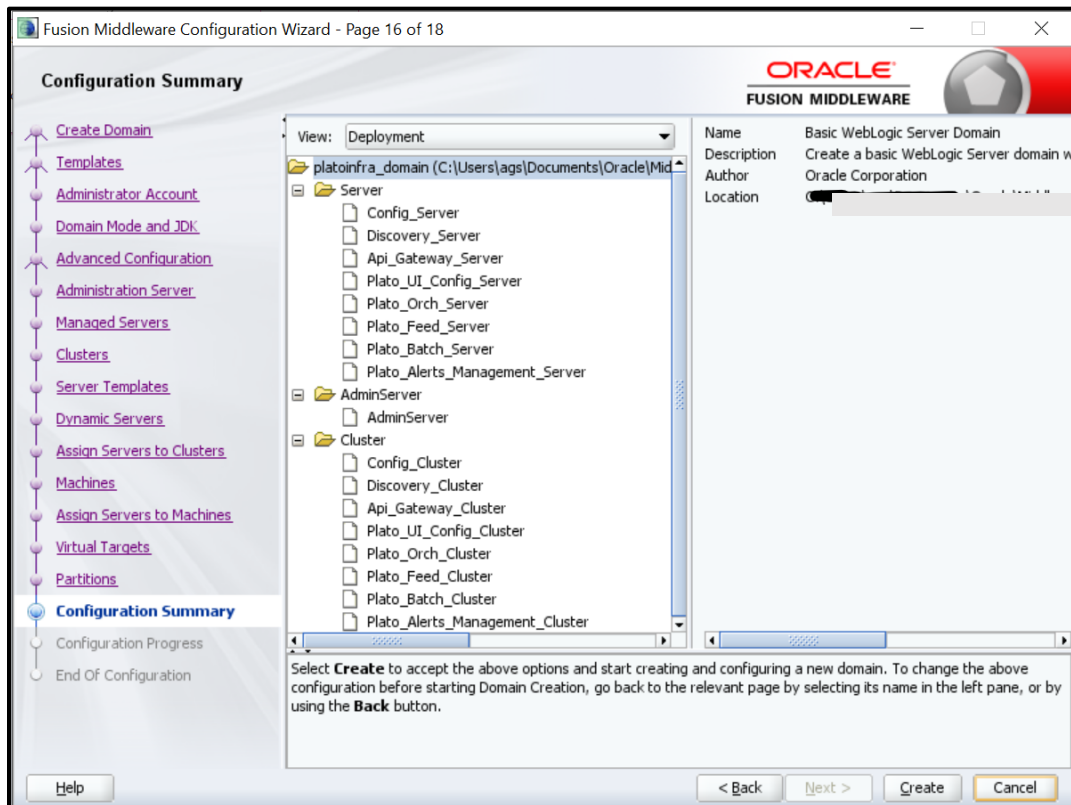 Fusion Middleware Configuration Wizard - Page 16 of 18
Configuration Summary
ORACLE
FUSION MIDDLEWARE
Create Domain
Templates
Administrator Account
Domain Mode and JDK
Advanced Configuration
Administration Server
Managed Servers
Clusters
Server Templates
Dynamic Servers
Assign Servers to Clusters
Machines
Assign Servers to Machines
Virtual Targets
Partitions
Configuration Summary
Configuration Progress
End Of Configuration
View: Deployment
platoinfra_domain (C:\Users\ags\Documents\Oracle\Mid
Server
Config_Server
Discovery_Server
Api_Gateway_Server
Plato_UI_Config_Server
Plato_Orch_Server
Plato_Feed_Server
Plato_Batch_Server
Plato_Alerts_Management_Server
AdminServer
AdminServer
Cluster
Config_Cluster
Discovery_Cluster
Api_Gateway_Cluster
Plato_UI_Config_Cluster
Plato_Orch_Cluster
Plato_Feed_Cluster
Plato_Batch_Cluster
Plato_Alerts_Management_Cluster
Name Basic WebLogic Server Domain
Description Create a basic WebLogic Server domain w
Author Oracle Corporation
Location
Select Create to accept the above options and start creating and configuring a new domain. To change the above
configuration before starting Domain Creation, go back to the relevant page by selecting its name in the left pane, or by
using the Back button.
Help
< Back
Next >
Create
Cancel